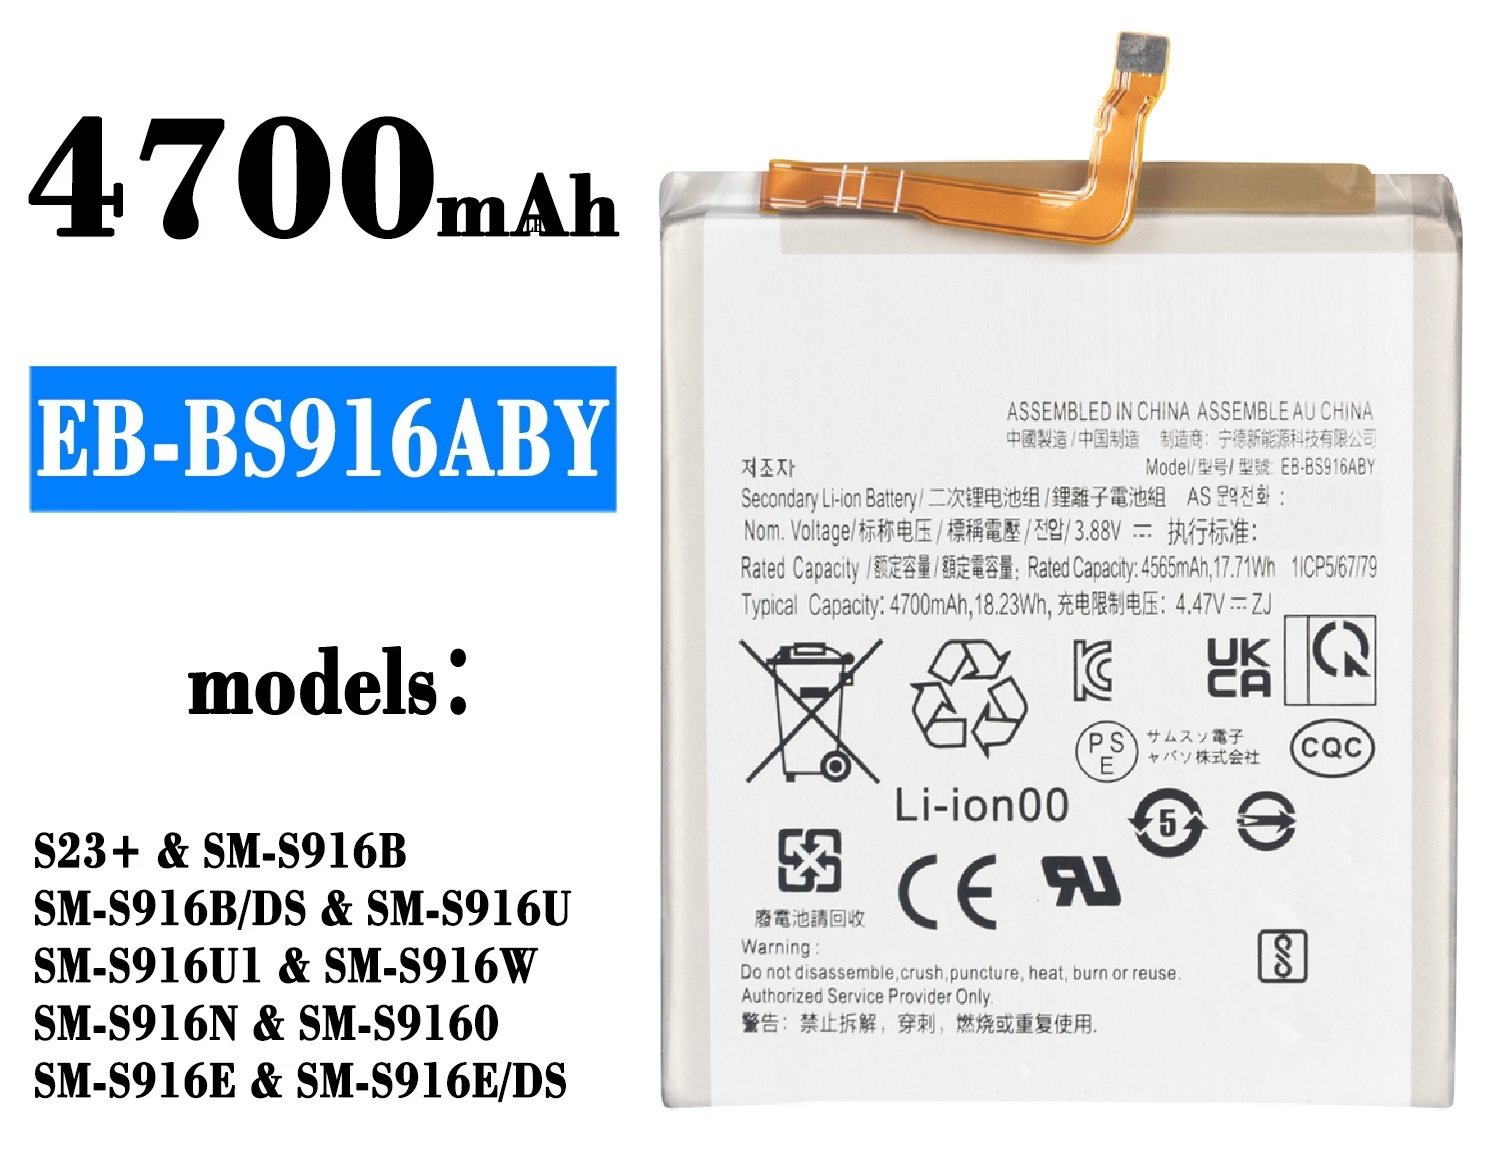 4700mAh
EB-BS916ABY
models:
S23+ & SM-S916B
SM-S916B/DS & SM-S916U
SM-S916U1 & SM-S916W
SM-S916N & SM-S9160
SM-S916E & SM-S916E/DS
ASSEMBLED IN CHINA ASSEMBLE AU CHINA
中國製造/中国制造 制造商: 宁德新能源科技有限公司
제조자 Model/型号/型號: EB-BS916ABY
Secondary Li-ion Battery/二次锂电池组/鋰離子電池組 AS 문의전화 :
Nom. Voltage/标称电压/標稱電壓/전압/3.88V ⎓ 执行标准:
Rated Capacity /额定容量/額定電容量: Rated Capacity: 4565mAh,17.71Wh 1ICP5/67/79
Typical Capacity: 4700mAh,18.23Wh, 充电限制电压: 4.47V ⎓ ZJ
UK
CA
PS
E
サムスソ電子
ャパソ株式会社
CQC
Li-ion00
5
CE
廢電池請回收
Warning:
Do not disassemble,crush,puncture, heat, burn or reuse.
Authorized Service Provider Only.
警告: 禁止拆解, 穿刺, 燃烧或重复使用.